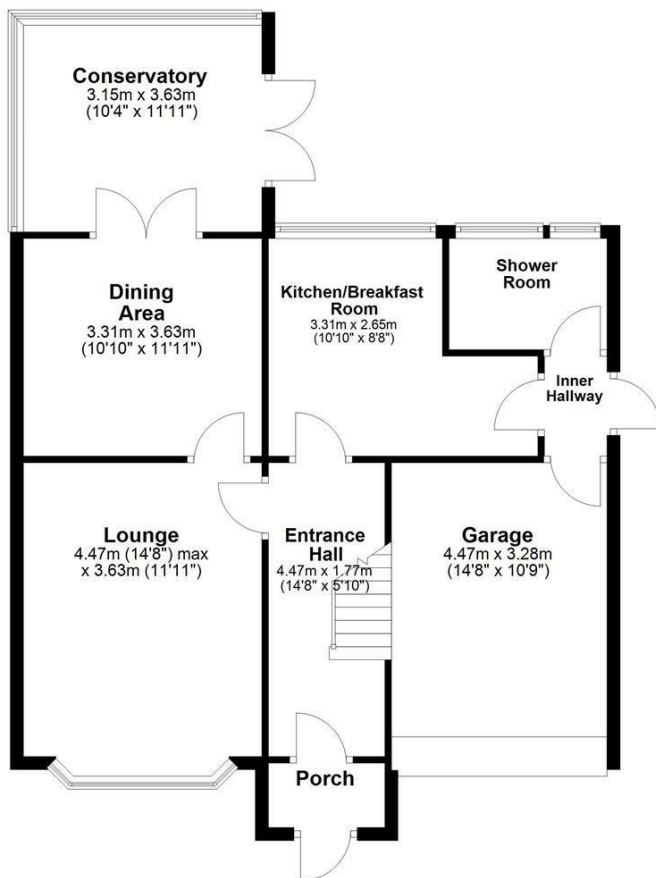 Conservatory
3.15m x 3.63m
(10'4" x 11'11")
Dining
Area
3.31m x 3.63m
(10'10" x 11'11")
Kitchen/Breakfast
Room
3.31m x 2.65m
(10'10" x 8'8")
Shower
Room
Inner
Hallway
Lounge
4.47m (14'8") max
x 3.63m (11'11")
Entrance
Hall
4.47m x 1.77m
(14'8" x 5'10")
Garage
4.47m x 3.28m
(14'8" x 10'9")
Porch